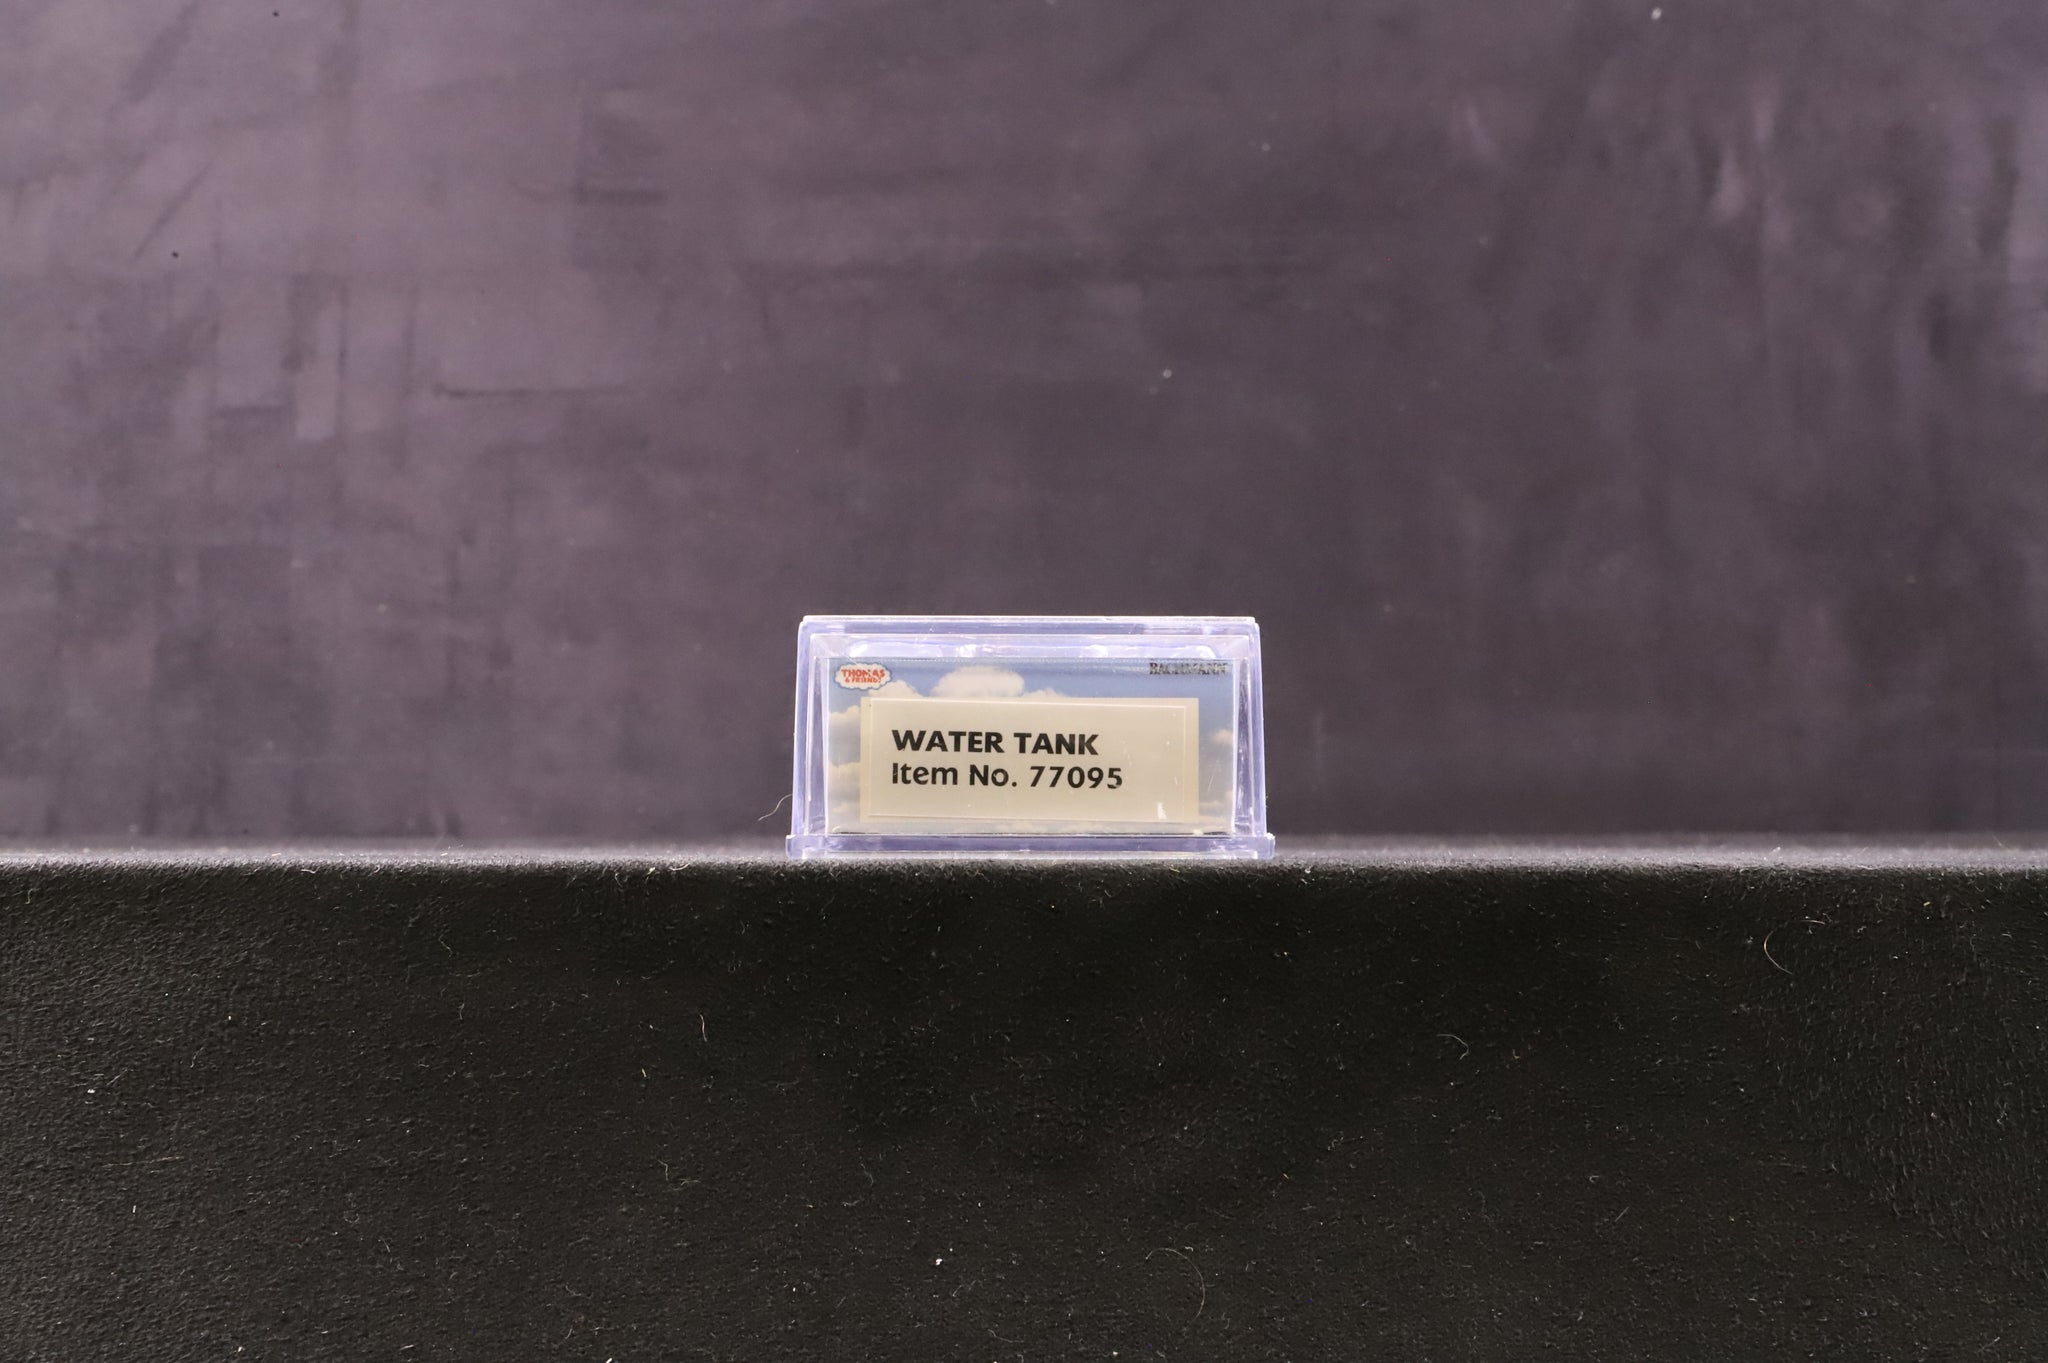 THOMAS
& FRIENDS
BACHMANN
WATER TANK
Item No. 77095